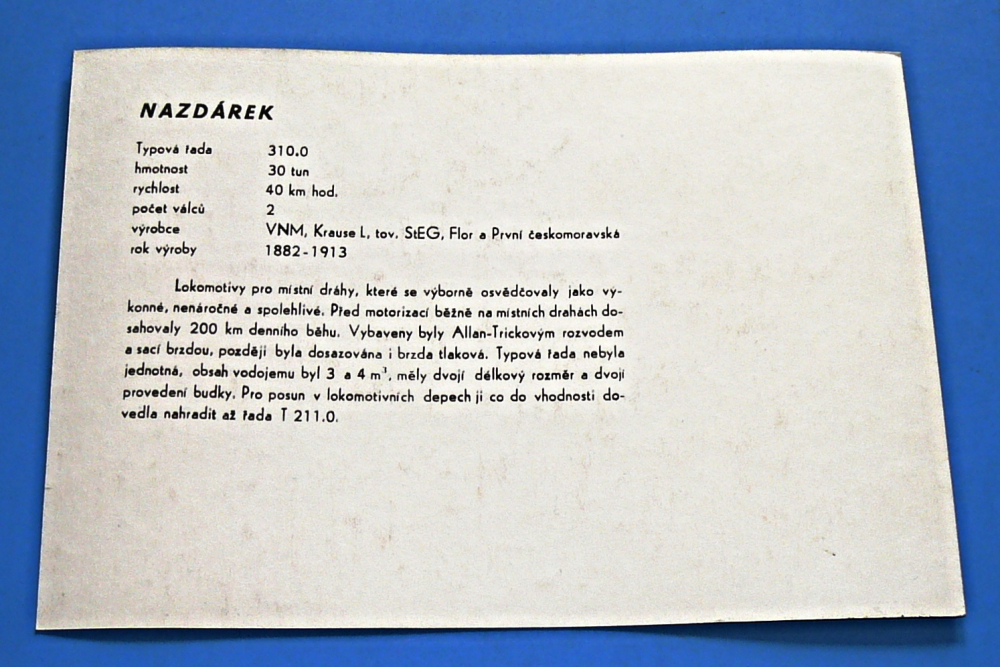 NAZDÁREK
Typová řada 310.0
hmotnost 30 tun
rychlost 40 km hod.
počet válců 2
výrobce VNM, Krause L, tov. StEG, Flor a První českomoravská
rok výroby 1882-1913
Lokomotivy pro místní dráhy, které se výborně osvědčovaly jako vý-
konné, nenáročné a spolehlivé. Před motorizací běžně na místních drahách do-
sahovaly 200 km denního běhu. Vybaveny byly Allan-Trickovým rozvodem
a sací brzdou, později byla dosazována i brzda tlaková. Typová řada nebyla
jednotná, obsah vodojemu byl 3 a 4 m³, měly dvojí délkový rozměr a dvojí
provedení budky. Pro posun v lokomotivních depech ji co do vhodnosti do-
vedla nahradit až řada T 211.0.